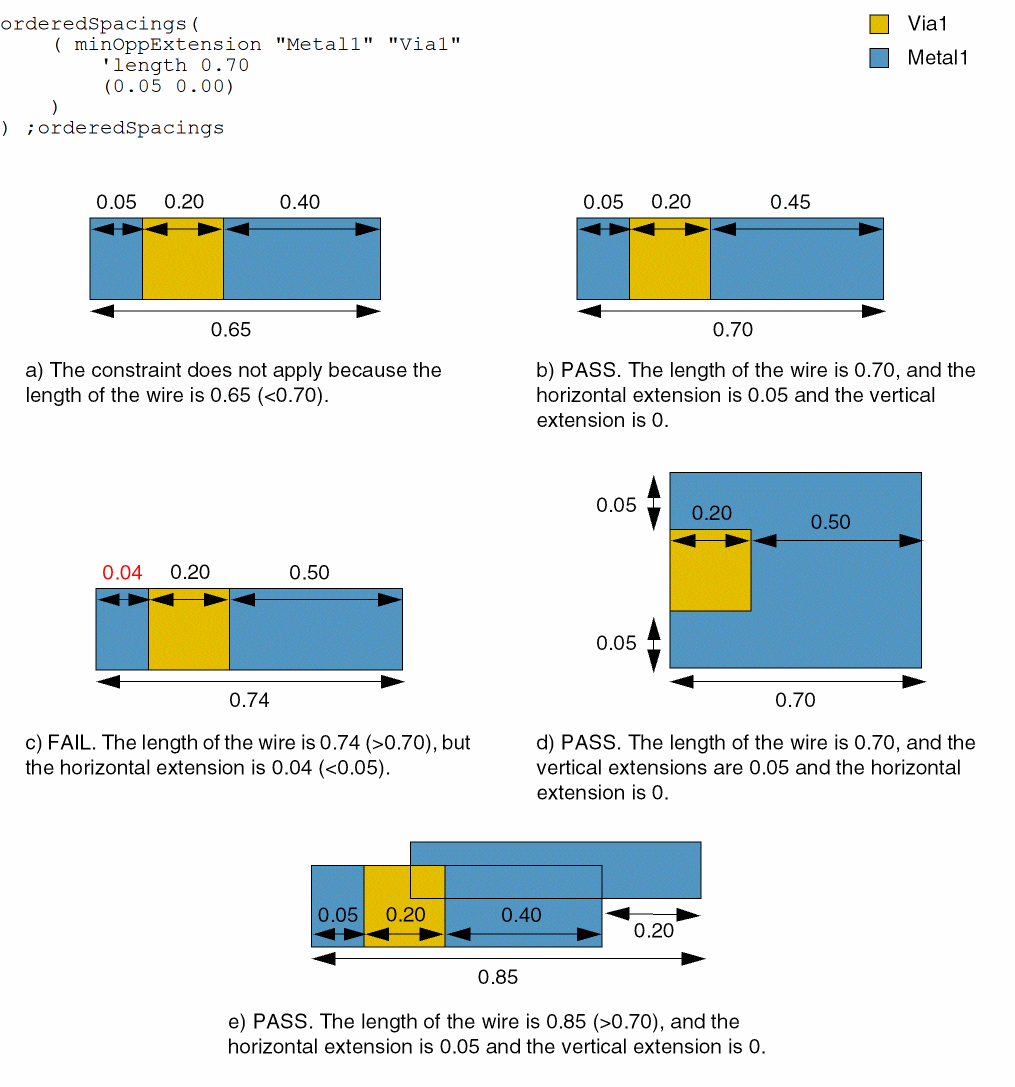 orderedSpacings(
    ( minOppExtension "Metal1" "Via1"
        'length 0.70
        (0.05 0.00)
    )
) ;orderedSpacings
Via1
Metal1
0.05 0.20 0.40
0.65
a) The constraint does not apply because the
length of the wire is 0.65 (<0.70).
0.05 0.20 0.45
0.70
b) PASS. The length of the wire is 0.70, and the
horizontal extension is 0.05 and the vertical
extension is 0.
0.04 0.20 0.50
0.74
c) FAIL. The length of the wire is 0.74 (>0.70), but
the horizontal extension is 0.04 (<0.05).
0.05
0.20 0.50
0.05
0.70
d) PASS. The length of the wire is 0.70, and the
vertical extensions are 0.05 and the horizontal
extension is 0.
0.05 0.20 0.40
0.20
0.85
e) PASS. The length of the wire is 0.85 (>0.70), and the
horizontal extension is 0.05 and the vertical extension is 0.